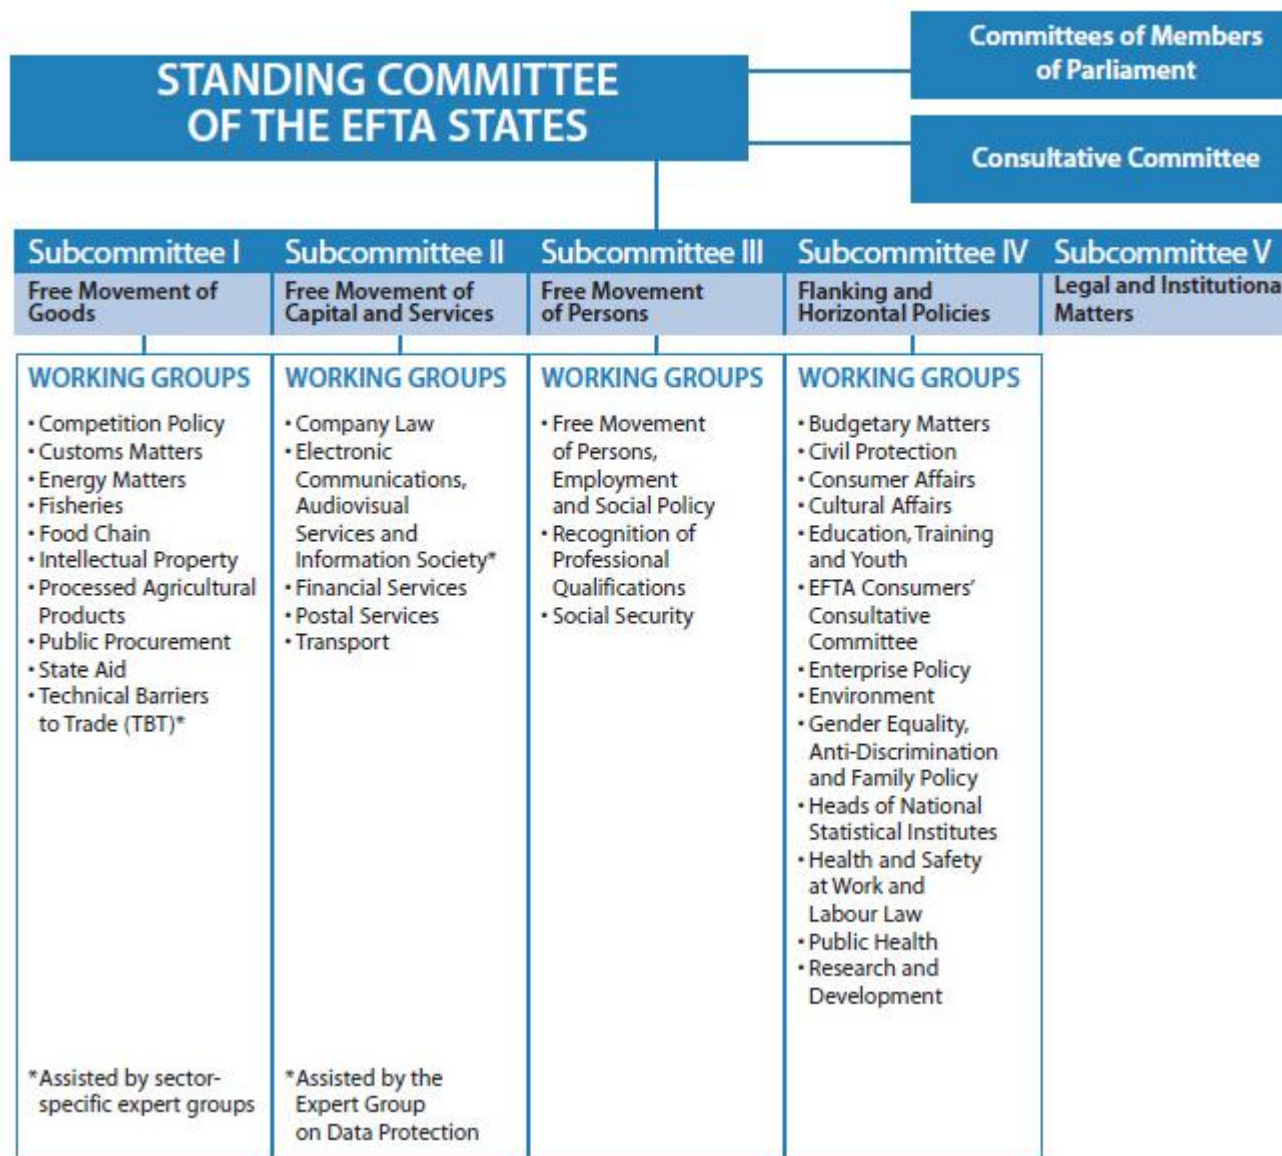 STANDING COMMITTEE
OF THE EFTA STATES
Committees of Members
of Parliament
Consultative Committee
Subcommittee I
Free Movement of
Goods
WORKING GROUPS
• Competition Policy
• Customs Matters
• Energy Matters
• Fisheries
• Food Chain
• Intellectual Property
• Processed Agricultural
Products
• Public Procurement
• State Aid
• Technical Barriers
to Trade (TBT)*
*Assisted by sector-
specific expert groups
Subcommittee II
Free Movement of
Capital and Services
WORKING GROUPS
• Company Law
• Electronic
Communications,
Audiovisual
Services and
Information Society*
• Financial Services
• Postal Services
• Transport
*Assisted by the
Expert Group
on Data Protection
Subcommittee III
Free Movement
of Persons
WORKING GROUPS
• Free Movement
of Persons,
Employment
and Social Policy
• Recognition of
Professional
Qualifications
• Social Security
Subcommittee IV
Flanking and
Horizontal Policies
WORKING GROUPS
• Budgetary Matters
• Civil Protection
• Consumer Affairs
• Cultural Affairs
• Education, Training
and Youth
• EFTA Consumers’
Consultative
Committee
• Enterprise Policy
• Environment
• Gender Equality,
Anti-Discrimination
and Family Policy
• Heads of National
Statistical Institutes
• Health and Safety
at Work and
Labour Law
• Public Health
• Research and
Development
Subcommittee V
Legal and Institutiona
Matters